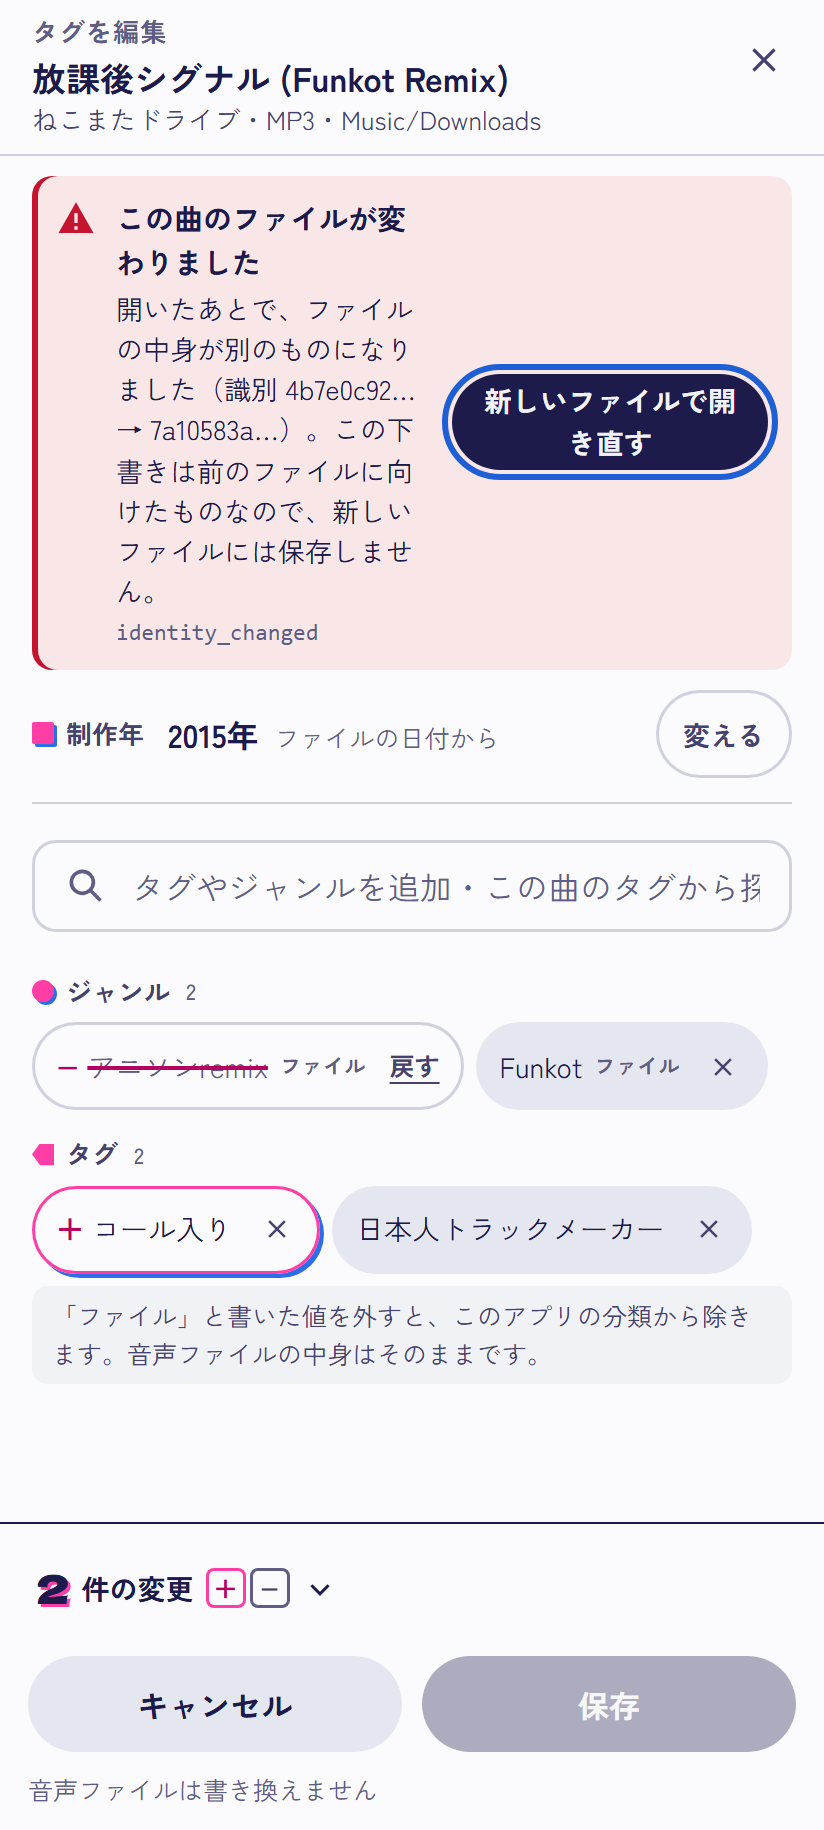 タグを編集
放課後シグナル (Funkot Remix)
ねこまたドライブ・MP3・Music/Downloads
この曲のファイルが変
わりました
開いたあとで、ファイル
の中身が別のものになり
ました（識別 4b7e0c92…
→ 7a10583a…）。この下
書きは前のファイルに向
けたものなので、新しい
ファイルには保存しませ
ん。
identity_changed
新しいファイルで開
き直す
制作年 2015年 ファイルの日付から 変える
タグやジャンルを追加・この曲のタグから探
ジャンル 2
− アニソンremix ファイル 戻す Funkot ファイル ×
タグ 2
+ コール入り × 日本人トラックメーカー ×
「ファイル」と書いた値を外すと、このアプリの分類から除き
ます。音声ファイルの中身はそのままです。
2 件の変更 + −
キャンセル 保存
音声ファイルは書き換えません